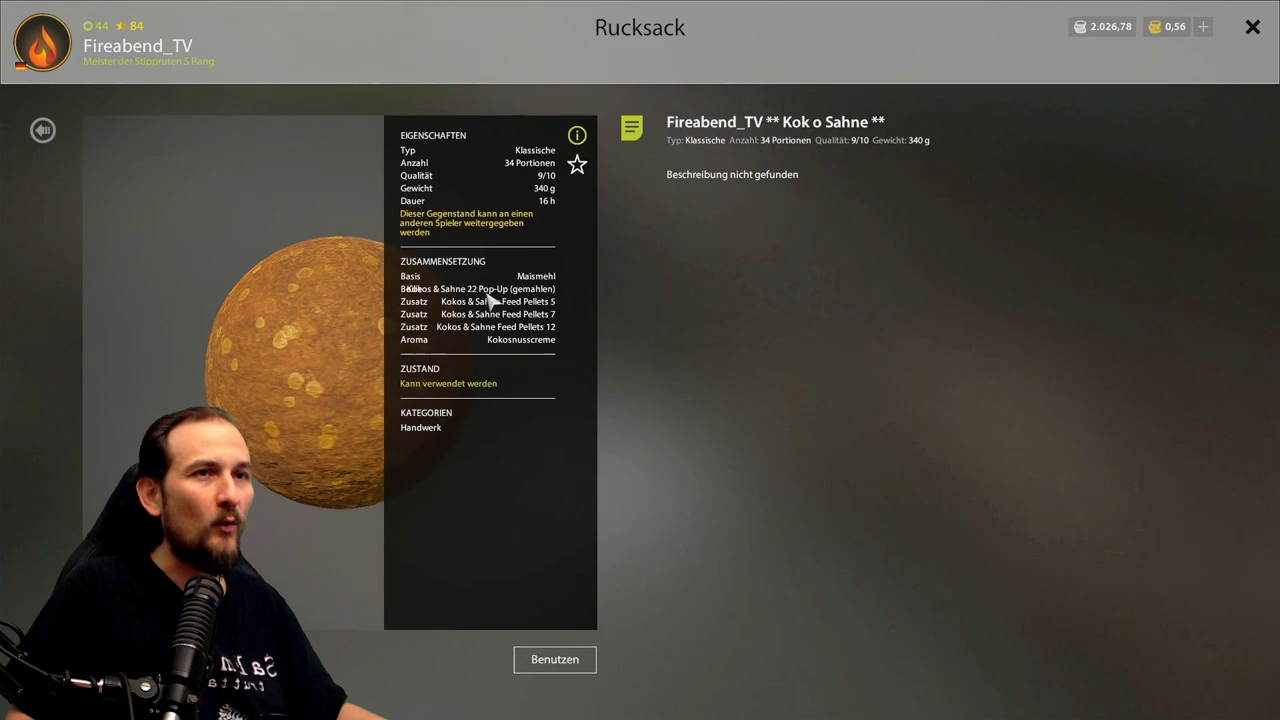 44 84
Fireabend_TV
Meister der Stippruten 5 Rang
Rucksack
2.026,78 0,56 +
EIGENSCHAFTEN
Typ Klassische
Anzahl 34 Portionen
Qualität 9/10
Gewicht 340 g
Dauer 16 h
Dieser Gegenstand kann an einen
anderen Spieler weitergegeben
werden
ZUSAMMENSETZUNG
Basis Maismehl
Kokos & Sahne 22 Pop-Up (gemahlen)
Zusatz Kokos & Sahne Feed Pellets 5
Zusatz Kokos & Sahne Feed Pellets 7
Zusatz Kokos & Sahne Feed Pellets 12
Aroma Kokosnusscreme
ZUSTAND
Kann verwendet werden
KATEGORIEN
Handwerk
Benutzen
Fireabend_TV ** Kok o Sahne **
Typ: Klassische Anzahl: 34 Portionen Qualität: 9/10 Gewicht: 340 g
Beschreibung nicht gefunden